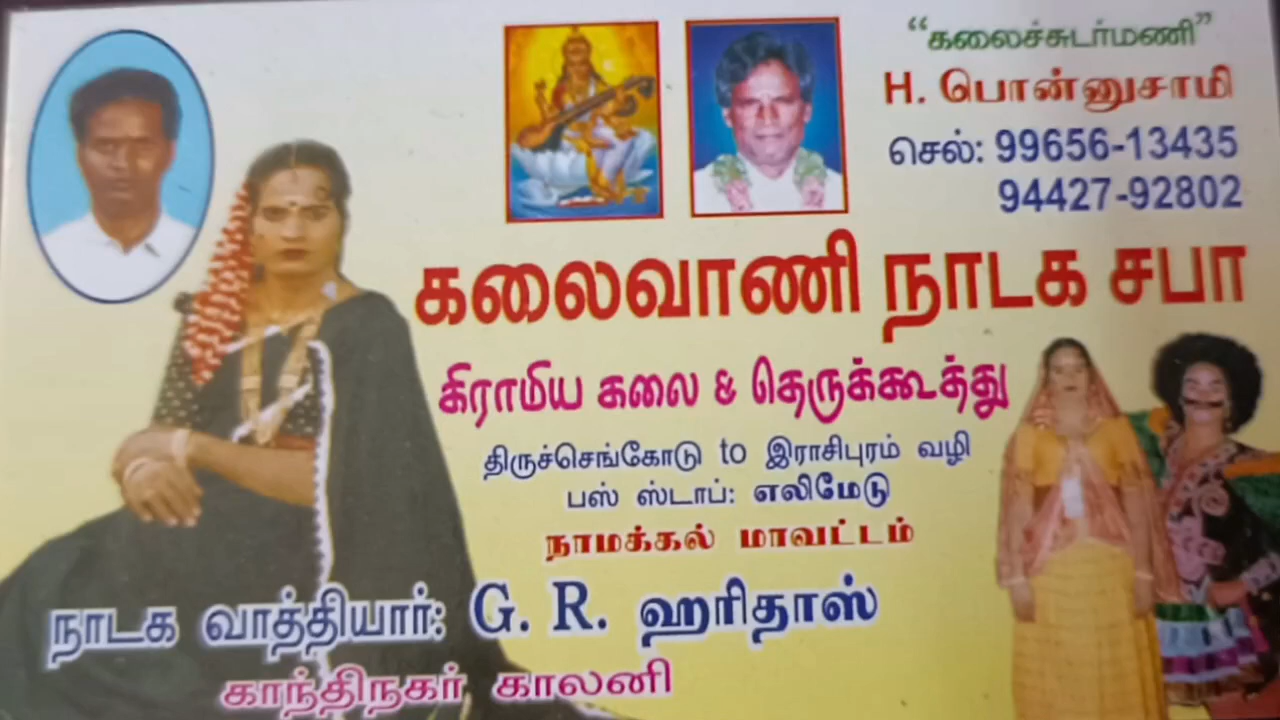 “கலைச்சுடர்மணி”
H. பொன்னுசாமி
செல்: 99656-13435
94427-92802
கலைவாணி நாடக சபா
கிராமிய கலை & தெருக்கூத்து
திருச்செங்கோடு to இராசிபுரம் வழி
பஸ் ஸ்டாப்: எலிமேடு
நாமக்கல் மாவட்டம்
நாடக வாத்தியார்: G. R. ஹரிதாஸ்
காந்திநகர் காலனி